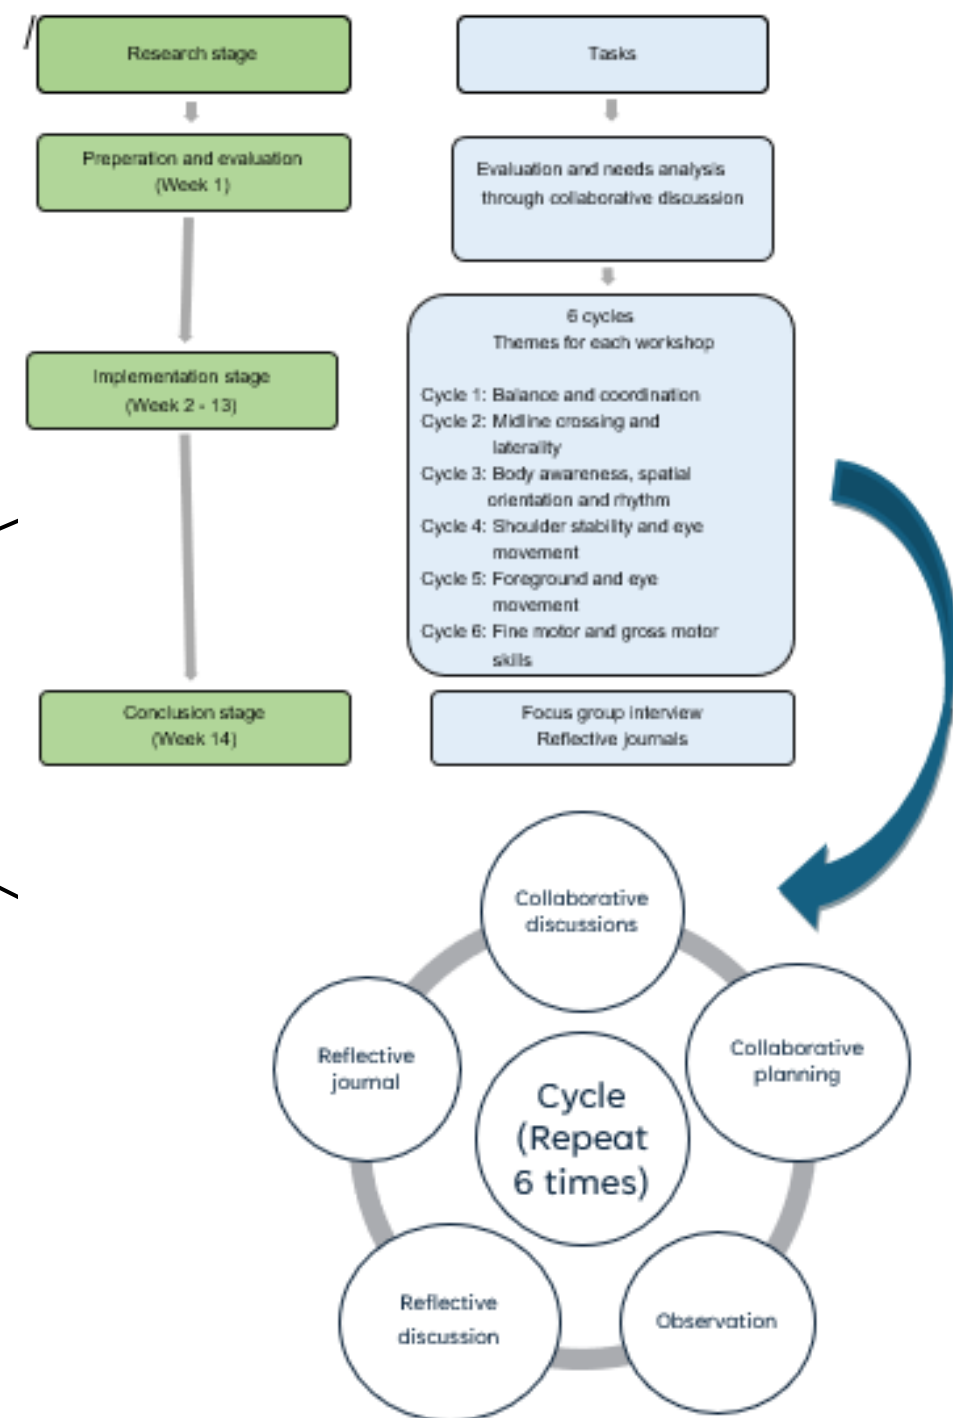 /
Research stage
Tasks
Preperation and evaluation
(Week 1)
Evaluation and needs analysis
through collaborative discussion
6 cycles
Themes for each workshop
Cycle 1: Balance and coordination
Cycle 2: Midline crossing and
laterality
Cycle 3: Body awareness, spatial
orientation and rhythm
Cycle 4: Shoulder stability and eye
movement
Cycle 5: Foreground and eye
movement
Cycle 6: Fine motor and gross motor
skills
Implementation stage
(Week 2 - 13)
Conclusion stage
(Week 14)
Focus group interview
Reflective journals
Collaborative
discussions
Collaborative
planning
Observation
Reflective
discussion
Reflective
journal
Cycle
(Repeat
6 times)